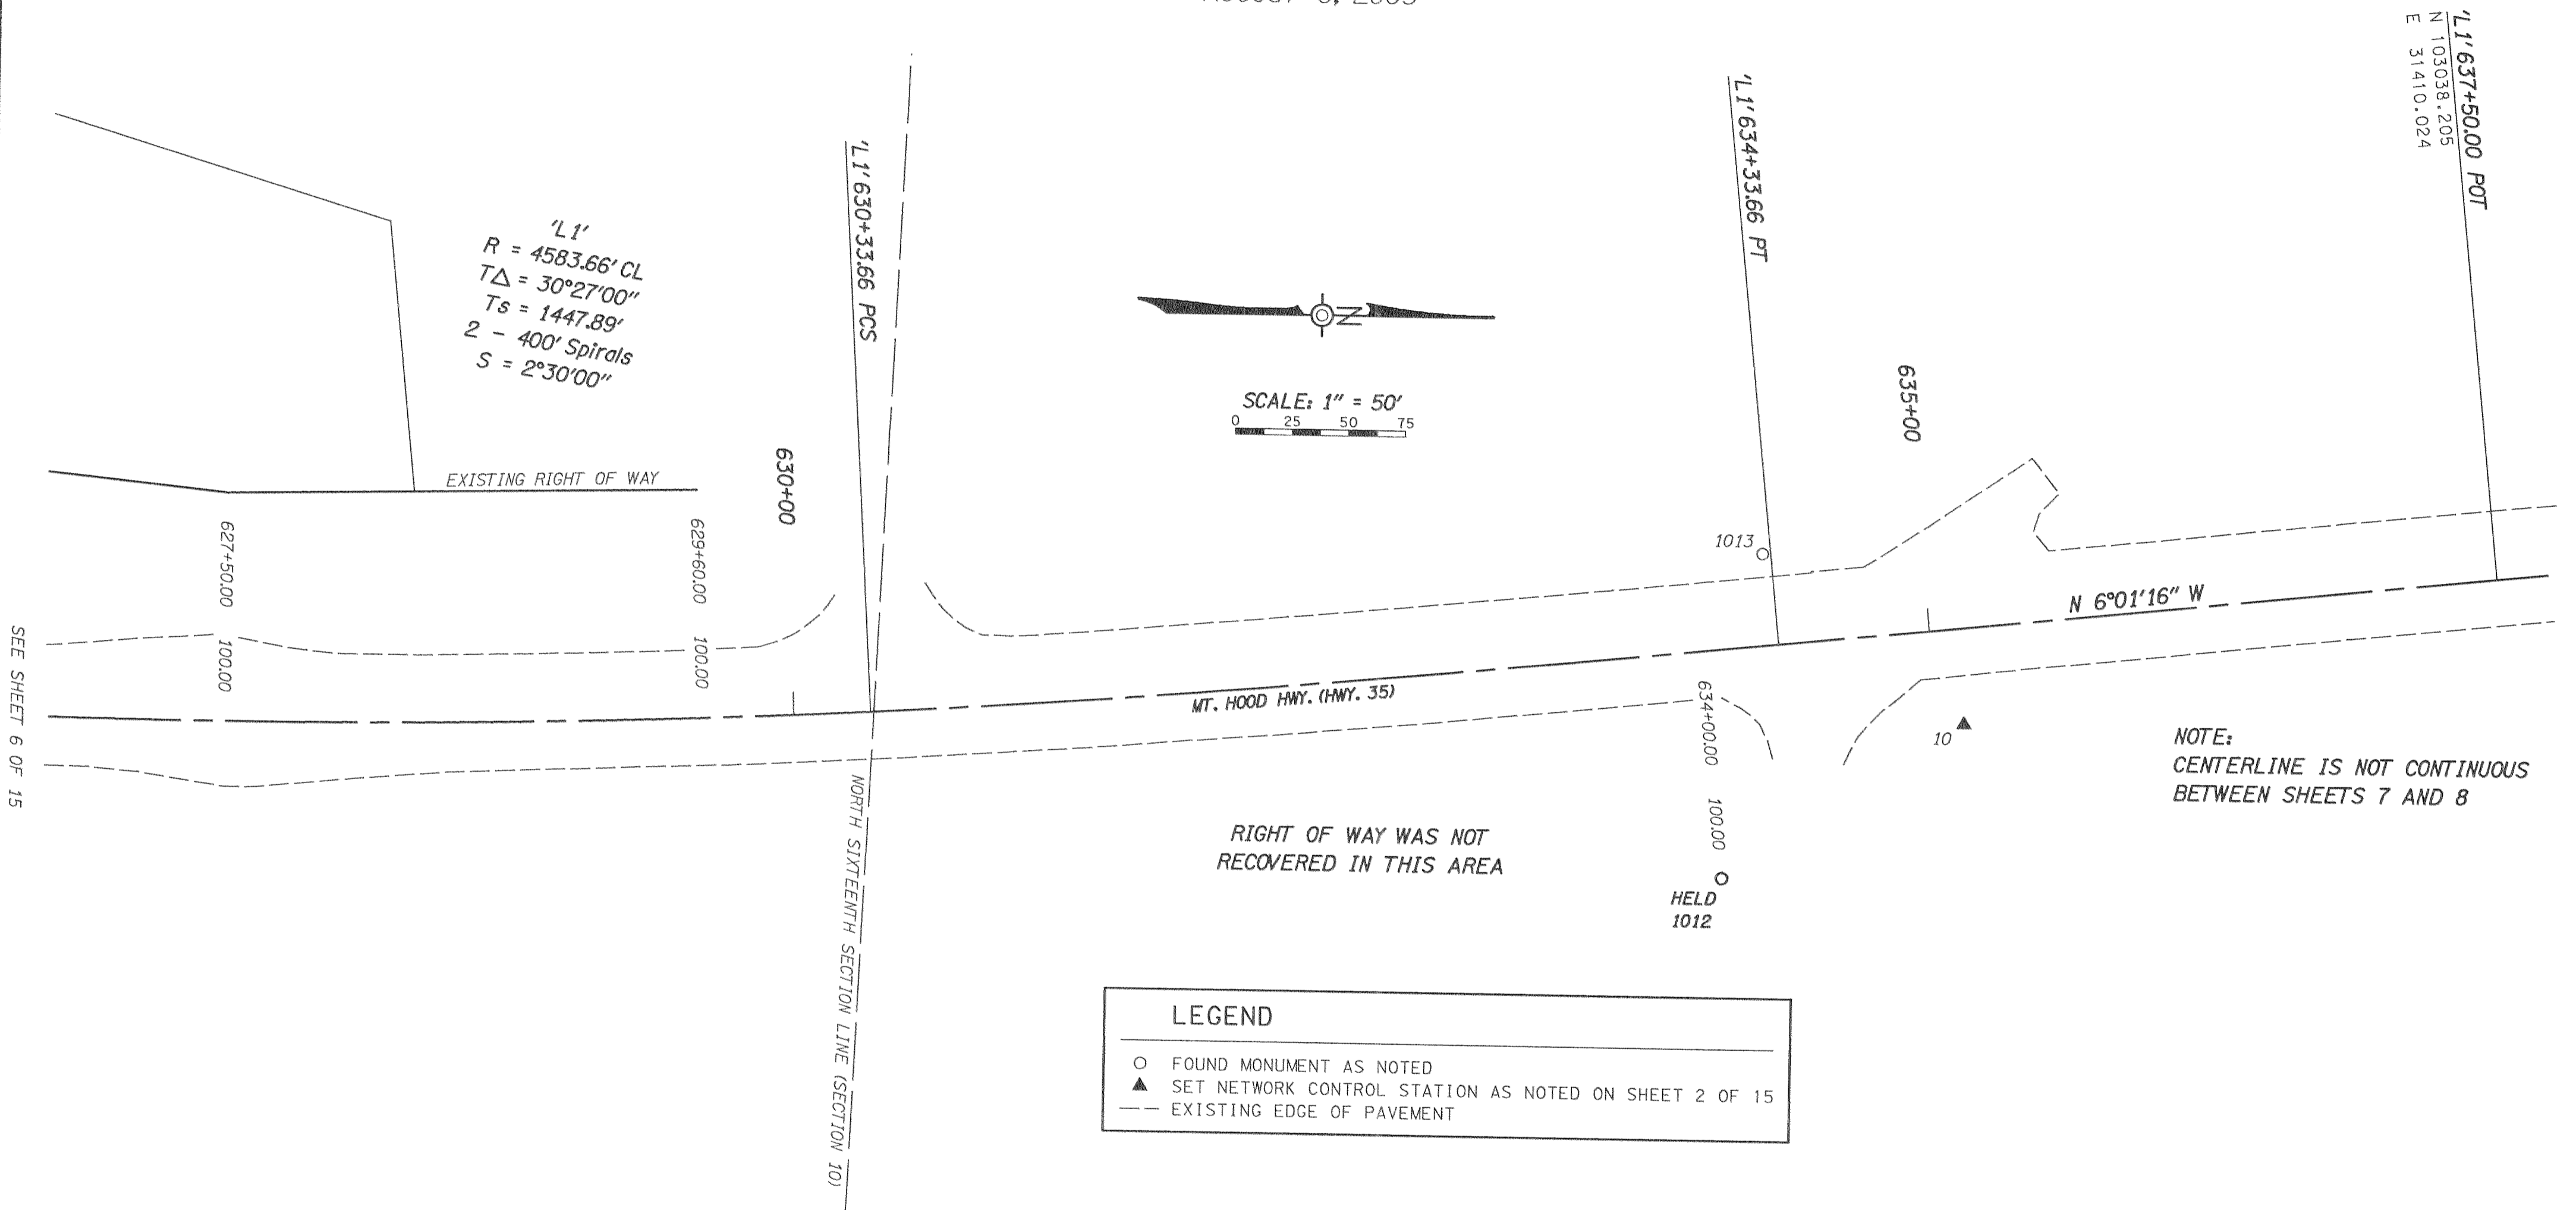 'L1' 637+50.00 POT
N 103038.205
E 31410.024
'L1' 634+33.66 PT
'L1' 630+33.66 PCS
'L1'
R = 4583.66' CL
T△ = 30°27'00"
Ts = 1447.89'
2 - 400' Spirals
S = 2°30'00"
N
SCALE: 1" = 50'
0 25 50 75
635+00
630+00
EXISTING RIGHT OF WAY
627+50.00 100.00
629+60.00 100.00
1013
N 6°01'16" W
MT. HOOD HWY. (HWY. 35)
634+00.00 100.00
10
SEE SHEET 6 OF 15
NOTE:
CENTERLINE IS NOT CONTINUOUS
BETWEEN SHEETS 7 AND 8
RIGHT OF WAY WAS NOT
RECOVERED IN THIS AREA
HELD
1012
NORTH SIXTEENTH SECTION LINE (SECTION 10)
LEGEND
FOUND MONUMENT AS NOTED
SET NETWORK CONTROL STATION AS NOTED ON SHEET 2 OF 15
EXISTING EDGE OF PAVEMENT